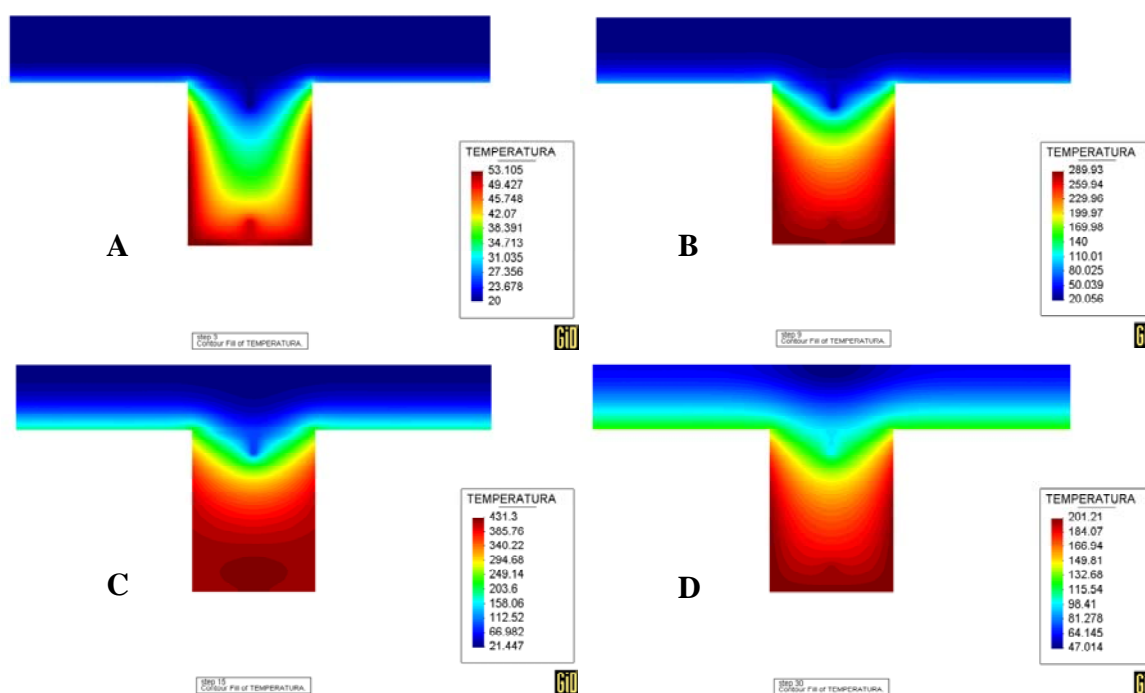 TEMPERATURA
53.105
49.427
45.748
42.07
38.391
34.713
31.035
27.356
23.678
20
A
step 3
Contour Fill of TEMPERATURA.
GiD
TEMPERATURA
289.93
259.94
229.96
199.97
169.98
140
110.01
80.025
50.039
20.056
B
step 9
Contour Fill of TEMPERATURA.
TEMPERATURA
431.3
385.76
340.22
294.68
249.14
203.6
158.06
112.52
66.982
21.447
C
step 15
Contour Fill of TEMPERATURA.
GiD
TEMPERATURA
201.21
184.07
166.94
149.81
132.68
115.54
98.41
81.278
64.145
47.014
D
step 30
Contour Fill of TEMPERATURA.